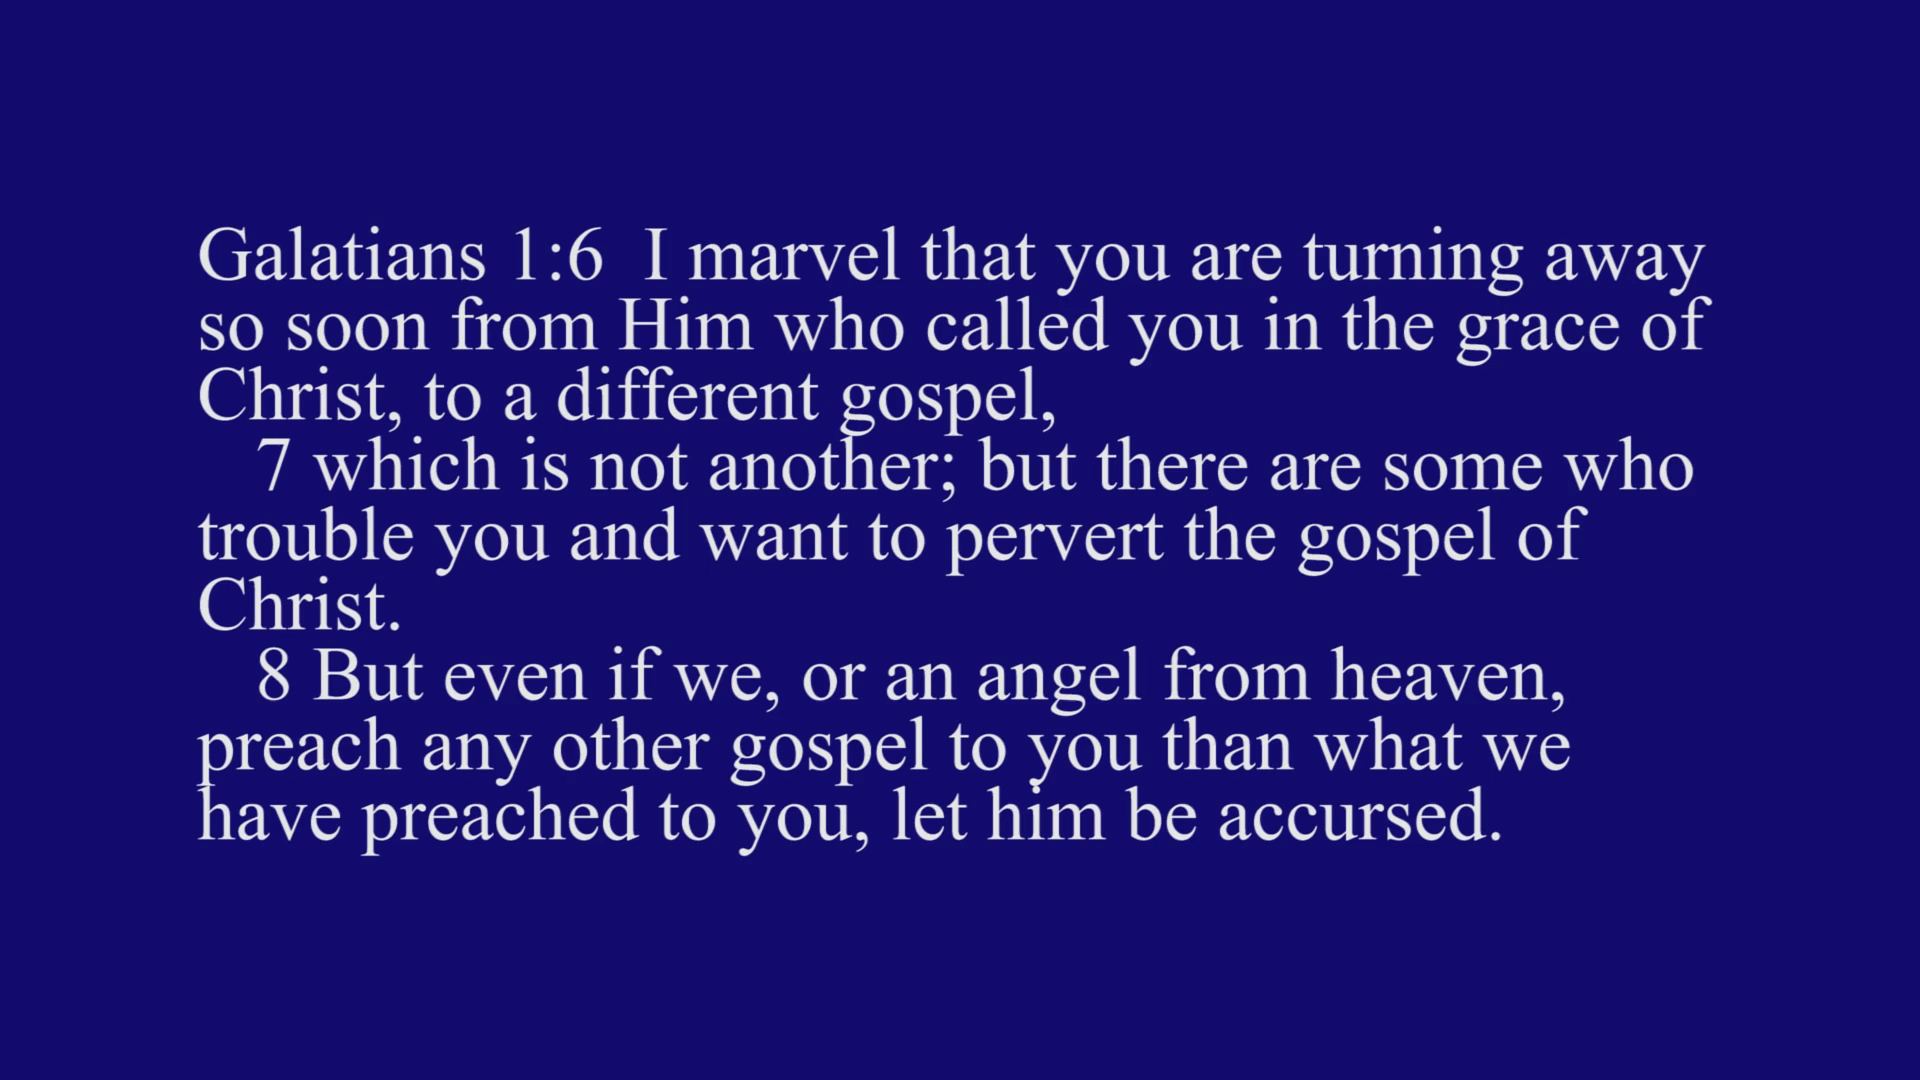 Galatians 1:6  I marvel that you are turning away
so soon from Him who called you in the grace of
Christ, to a different gospel,
7 which is not another; but there are some who
trouble you and want to pervert the gospel of
Christ.
8 But even if we, or an angel from heaven,
preach any other gospel to you than what we
have preached to you, let him be accursed.